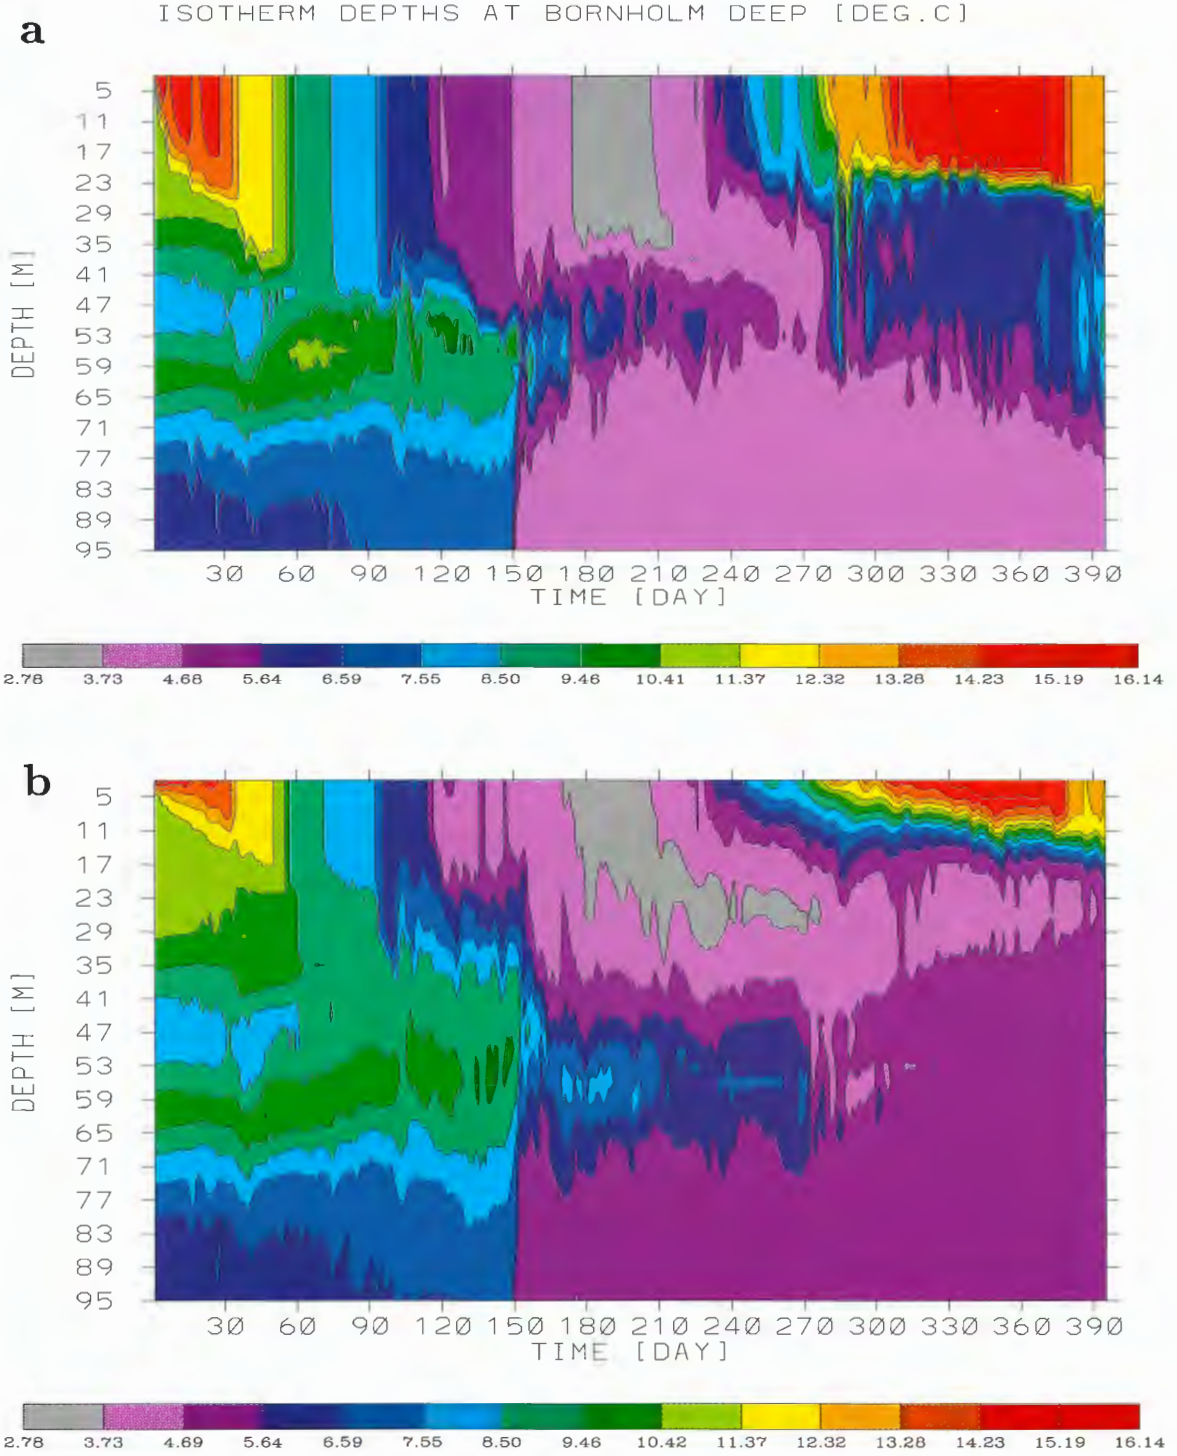 ISOTHERM DEPTHS AT BORNHOLM DEEP [DEG.C]
a
5
11
17
23
29
35
41
47
53
59
65
71
77
83
89
95
DEPTH [M]
30 60 90 120 150 180 210 240 270 300 330 360 390
TIME [DAY]
2.78 3.73 4.68 5.64 6.59 7.55 8.50 9.46 10.41 11.37 12.32 13.28 14.23 15.19 16.14
b
5
11
17
23
29
35
41
47
53
59
65
71
77
83
89
95
DEPTH [M]
30 60 90 120 150 180 210 240 270 300 330 360 390
TIME [DAY]
2.78 3.73 4.69 5.64 6.59 7.55 8.50 9.46 10.42 11.37 12.32 13.28 14.23 15.19 16.14